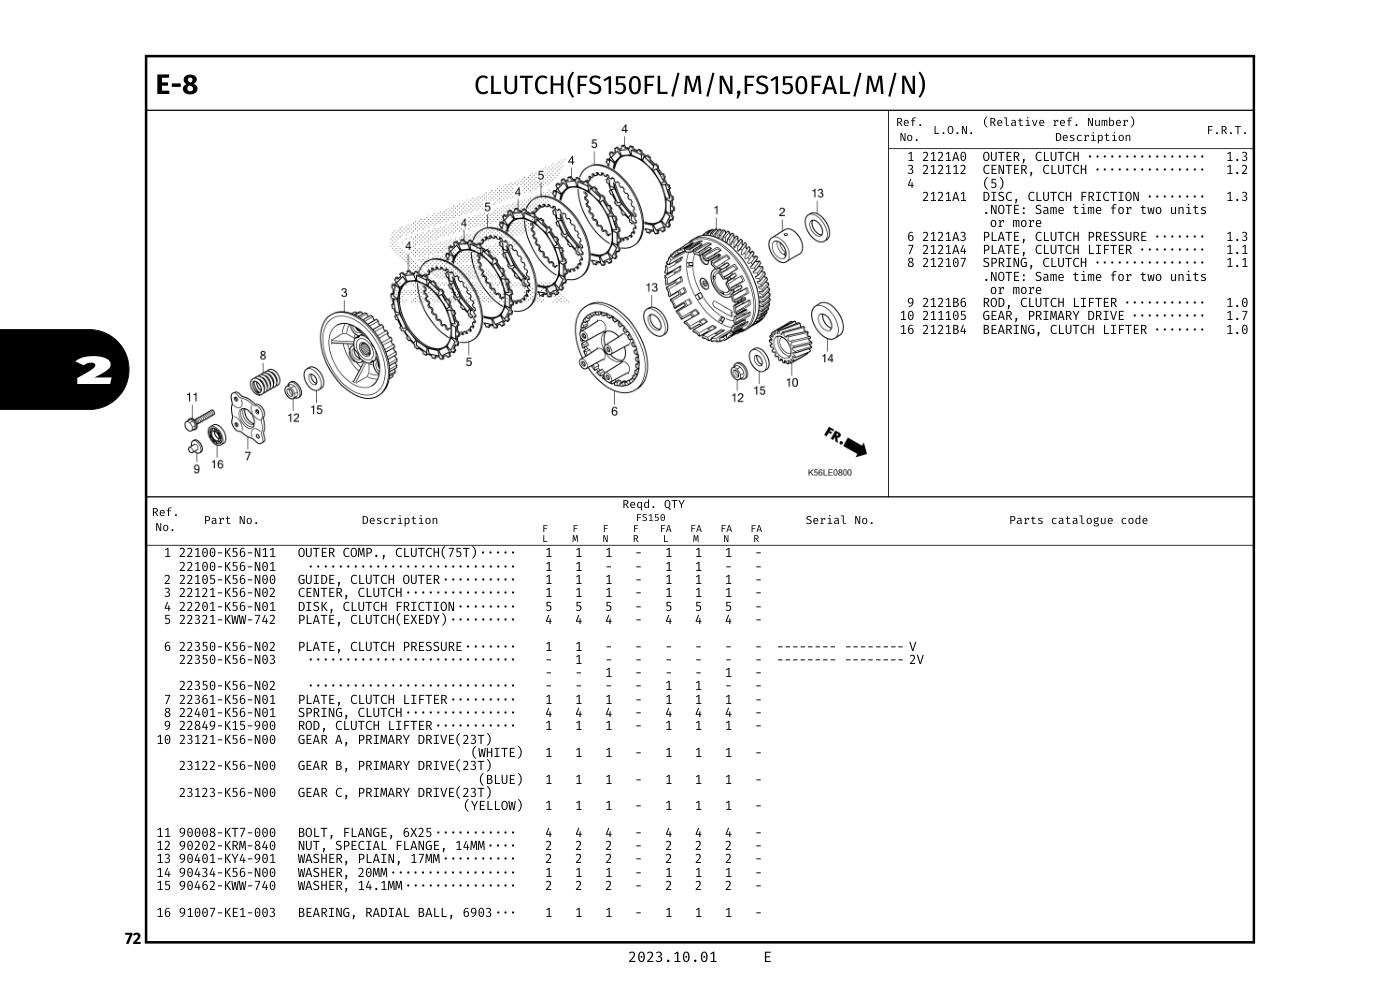 E-8 CLUTCH(FS150FL/M/N,FS150FAL/M/N)
4
5
4
5
4
5
4
5
4
13
2
1
13
3
14
8
5
15
10
12
11
15
12
6
9
16
7
FR.
K56LE0800
2
Ref. No. L.O.N. (Relative ref. Number) Description F.R.T.
1 2121A0 OUTER, CLUTCH ················ 1.3
3 212112 CENTER, CLUTCH ··············· 1.2
4 (5)
2121A1 DISC, CLUTCH FRICTION ········ 1.3
.NOTE: Same time for two units
or more
6 2121A3 PLATE, CLUTCH PRESSURE ······· 1.3
7 2121A4 PLATE, CLUTCH LIFTER ········· 1.1
8 212107 SPRING, CLUTCH ··············· 1.1
.NOTE: Same time for two units
or more
9 2121B6 ROD, CLUTCH LIFTER ··········· 1.0
10 211105 GEAR, PRIMARY DRIVE ·········· 1.7
16 2121B4 BEARING, CLUTCH LIFTER ······· 1.0
Reqd. QTY
FS150
Ref. No. Part No. Description F L F M F N F R FA L FA M FA N FA R Serial No. Parts catalogue code
1 22100-K56-N11 OUTER COMP., CLUTCH(75T)····· 1 1 1 - 1 1 1 -
22100-K56-N01 ···························· 1 1 - - 1 1 - -
2 22105-K56-N00 GUIDE, CLUTCH OUTER·········· 1 1 1 - 1 1 1 -
3 22121-K56-N02 CENTER, CLUTCH··············· 1 1 1 - 1 1 1 -
4 22201-K56-N01 DISK, CLUTCH FRICTION········ 5 5 5 - 5 5 5 -
5 22321-KWW-742 PLATE, CLUTCH(EXEDY)········· 4 4 4 - 4 4 4 -
6 22350-K56-N02 PLATE, CLUTCH PRESSURE······· 1 1 - - - - - - -------- -------- V
22350-K56-N03 ···························· - 1 - - - - - - -------- -------- 2V
- - 1 - - - 1 -
22350-K56-N02 ···························· - - - - 1 1 - -
7 22361-K56-N01 PLATE, CLUTCH LIFTER········· 1 1 1 - 1 1 1 -
8 22401-K56-N01 SPRING, CLUTCH··············· 4 4 4 - 4 4 4 -
9 22849-K15-900 ROD, CLUTCH LIFTER··········· 1 1 1 - 1 1 1 -
10 23121-K56-N00 GEAR A, PRIMARY DRIVE(23T)
(WHITE) 1 1 1 - 1 1 1 -
23122-K56-N00 GEAR B, PRIMARY DRIVE(23T)
(BLUE) 1 1 1 - 1 1 1 -
23123-K56-N00 GEAR C, PRIMARY DRIVE(23T)
(YELLOW) 1 1 1 - 1 1 1 -
11 90008-KT7-000 BOLT, FLANGE, 6X25··········· 4 4 4 - 4 4 4 -
12 90202-KRM-840 NUT, SPECIAL FLANGE, 14MM···· 2 2 2 - 2 2 2 -
13 90401-KY4-901 WASHER, PLAIN, 17MM·········· 2 2 2 - 2 2 2 -
14 90434-K56-N00 WASHER, 20MM················· 1 1 1 - 1 1 1 -
15 90462-KWW-740 WASHER, 14.1MM··············· 2 2 2 - 2 2 2 -
16 91007-KE1-003 BEARING, RADIAL BALL, 6903··· 1 1 1 - 1 1 1 -
72
2023.10.01 E